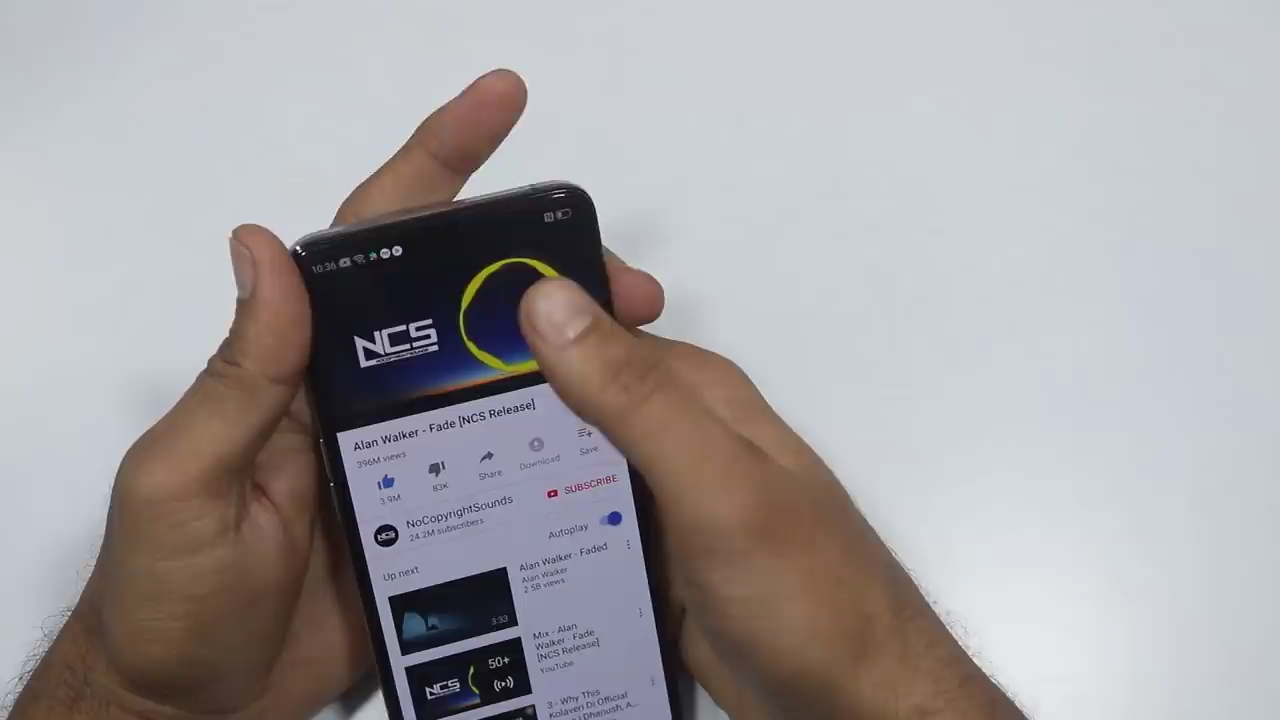 10:36
NCS
Alan Walker - Fade [NCS Release]
396M views
3.9M
83K
Share
Download
Save
NoCopyrightSounds
24.2M subscribers
SUBSCRIBE
Autoplay
Up next
Alan Walker - Faded
Alan Walker
2.5B views
3:33
Mix - Alan
Walker - Fade
[NCS Release]
YouTube
50+
NCS
3 - Why This
Kolaveri Di Official
Dhanush, A...